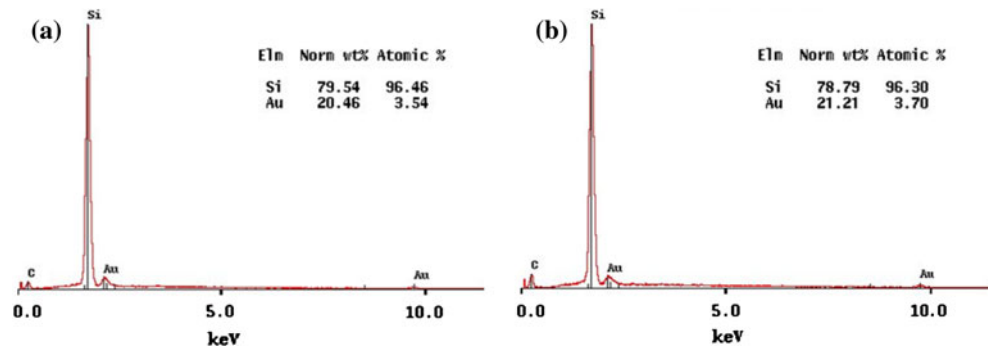 (a)
Si
Elm Norm wt% Atomic %
Si 79.54 96.46
Au 20.46 3.54
C
Au
Au
0.0 5.0 10.0
keV
(b)
Si
Elm Norm wt% Atomic %
Si 78.79 96.30
Au 21.21 3.70
C
Au
Au
0.0 5.0 10.0
keV